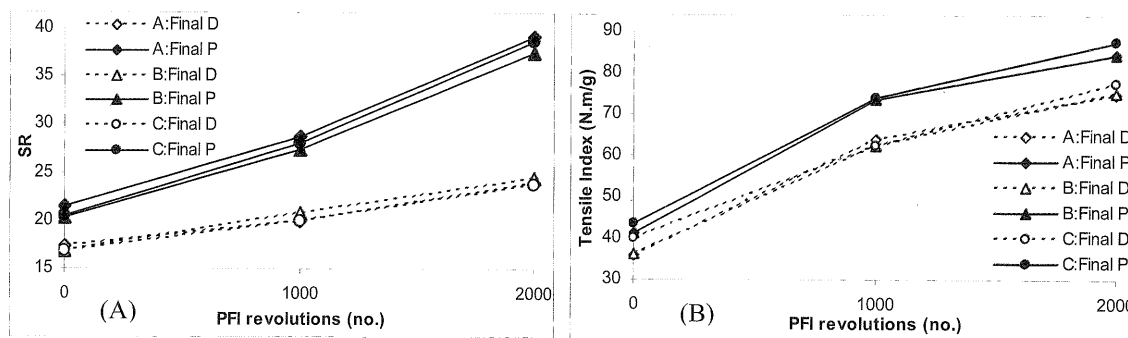 40
35
30
25
20
15
SR
A:Final D
A:Final P
B:Final D
B:Final P
C:Final D
C:Final P
0
1000
2000
(A)
PFI revolutions (no.)
90
80
70
60
50
40
30
Tensile Index (N.m/g)
A:Final D
A:Final P
B:Final D
B:Final P
C:Final D
C:Final P
0
1000
2000
(B)
PFI revolutions (no.)